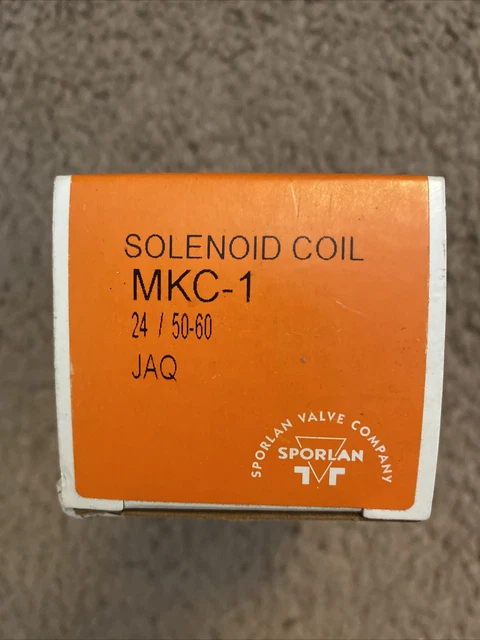 SOLENOID COIL
MKC-1
24 / 50-60
JAQ
SPORLAN VALVE COMPANY
SPORLAN